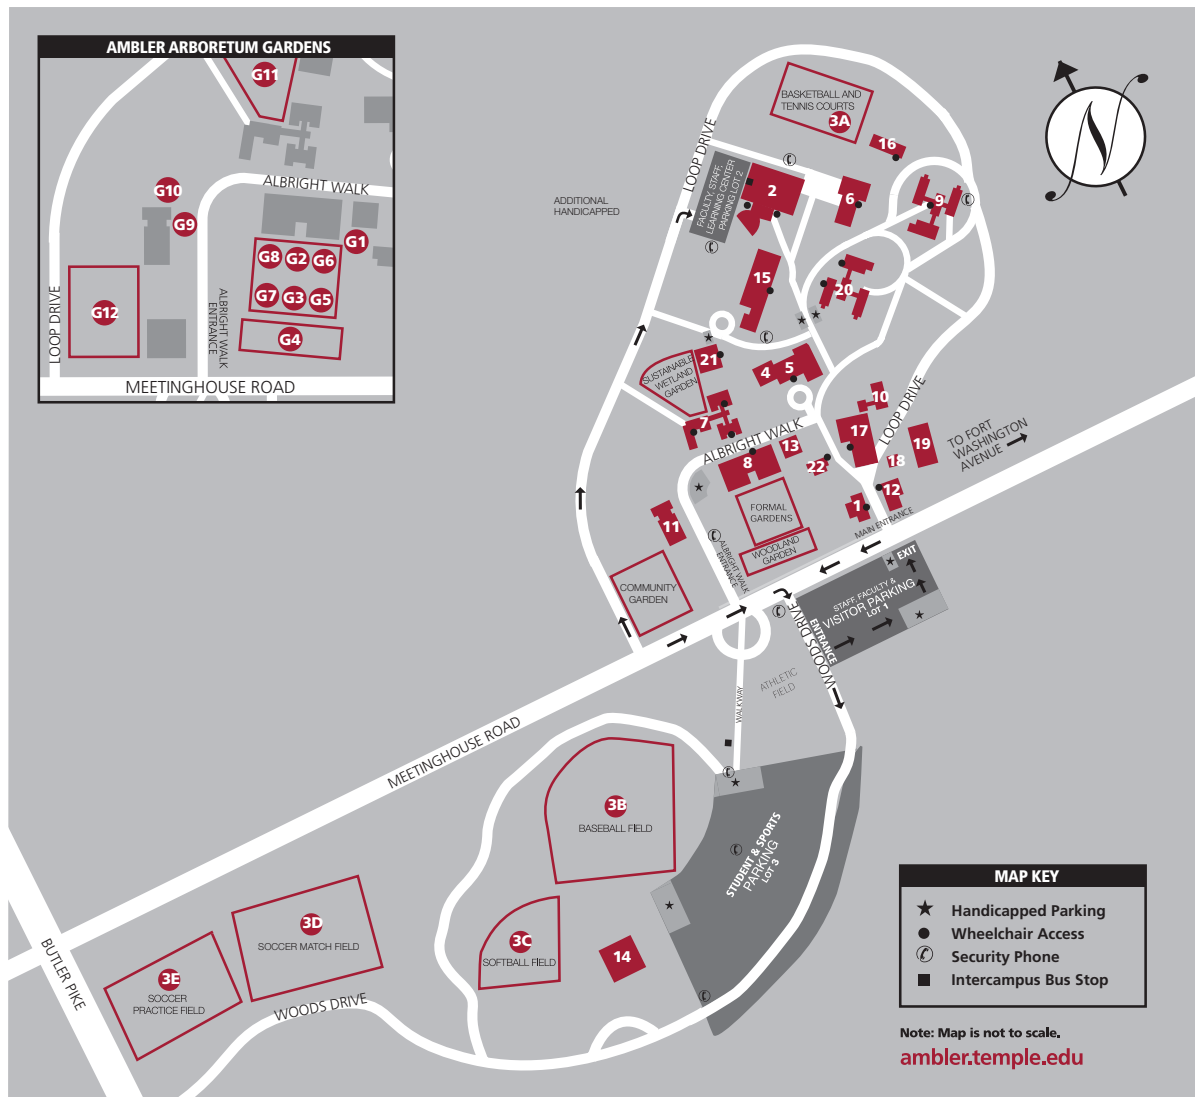 AMBLER ARBORETUM GARDENS
G11
G10
ALBRIGHT WALK
G9
G1
G8 G2 G6
G7 G3 G5
G12
G4
LOOP DRIVE
ALBRIGHT WALK
ENTRANCE
MEETINGHOUSE ROAD
BASKETBALL AND
TENNIS COURTS
3A
16
LOOP DRIVE
FACULTY, STAFF,
LEARNING CENTER
PARKING LOT 2
2
6
9
ADDITIONAL
HANDICAPPED
15
20
21
SUSTAINABLE
WETLAND
GARDEN
4
5
10
7
LOOP DRIVE
ALBRIGHT WALK
17
19
TO FORT
WASHINGTON
AVENUE
13
8
22
18
12
1
FORMAL
GARDENS
MAIN ENTRANCE
11
WOODLAND
GARDEN
ALBRIGHT WALK
ENTRANCE
COMMUNITY
GARDEN
EXIT
STAFF, FACULTY &
VISITOR PARKING
LOT 1
ENTRANCE
WOODS DRIVE
ATHLETIC
FIELD
WALKWAY
MEETINGHOUSE ROAD
3B
BASEBALL FIELD
STUDENT & SPORTS
PARKING
LOT 3
3D
SOCCER MATCH FIELD
3C
SOFTBALL FIELD
14
3E
SOCCER
PRACTICE FIELD
BUTLER PIKE
WOODS DRIVE
MAP KEY
Handicapped Parking
Wheelchair Access
Security Phone
Intercampus Bus Stop
Note: Map is not to scale.
ambler.temple.edu